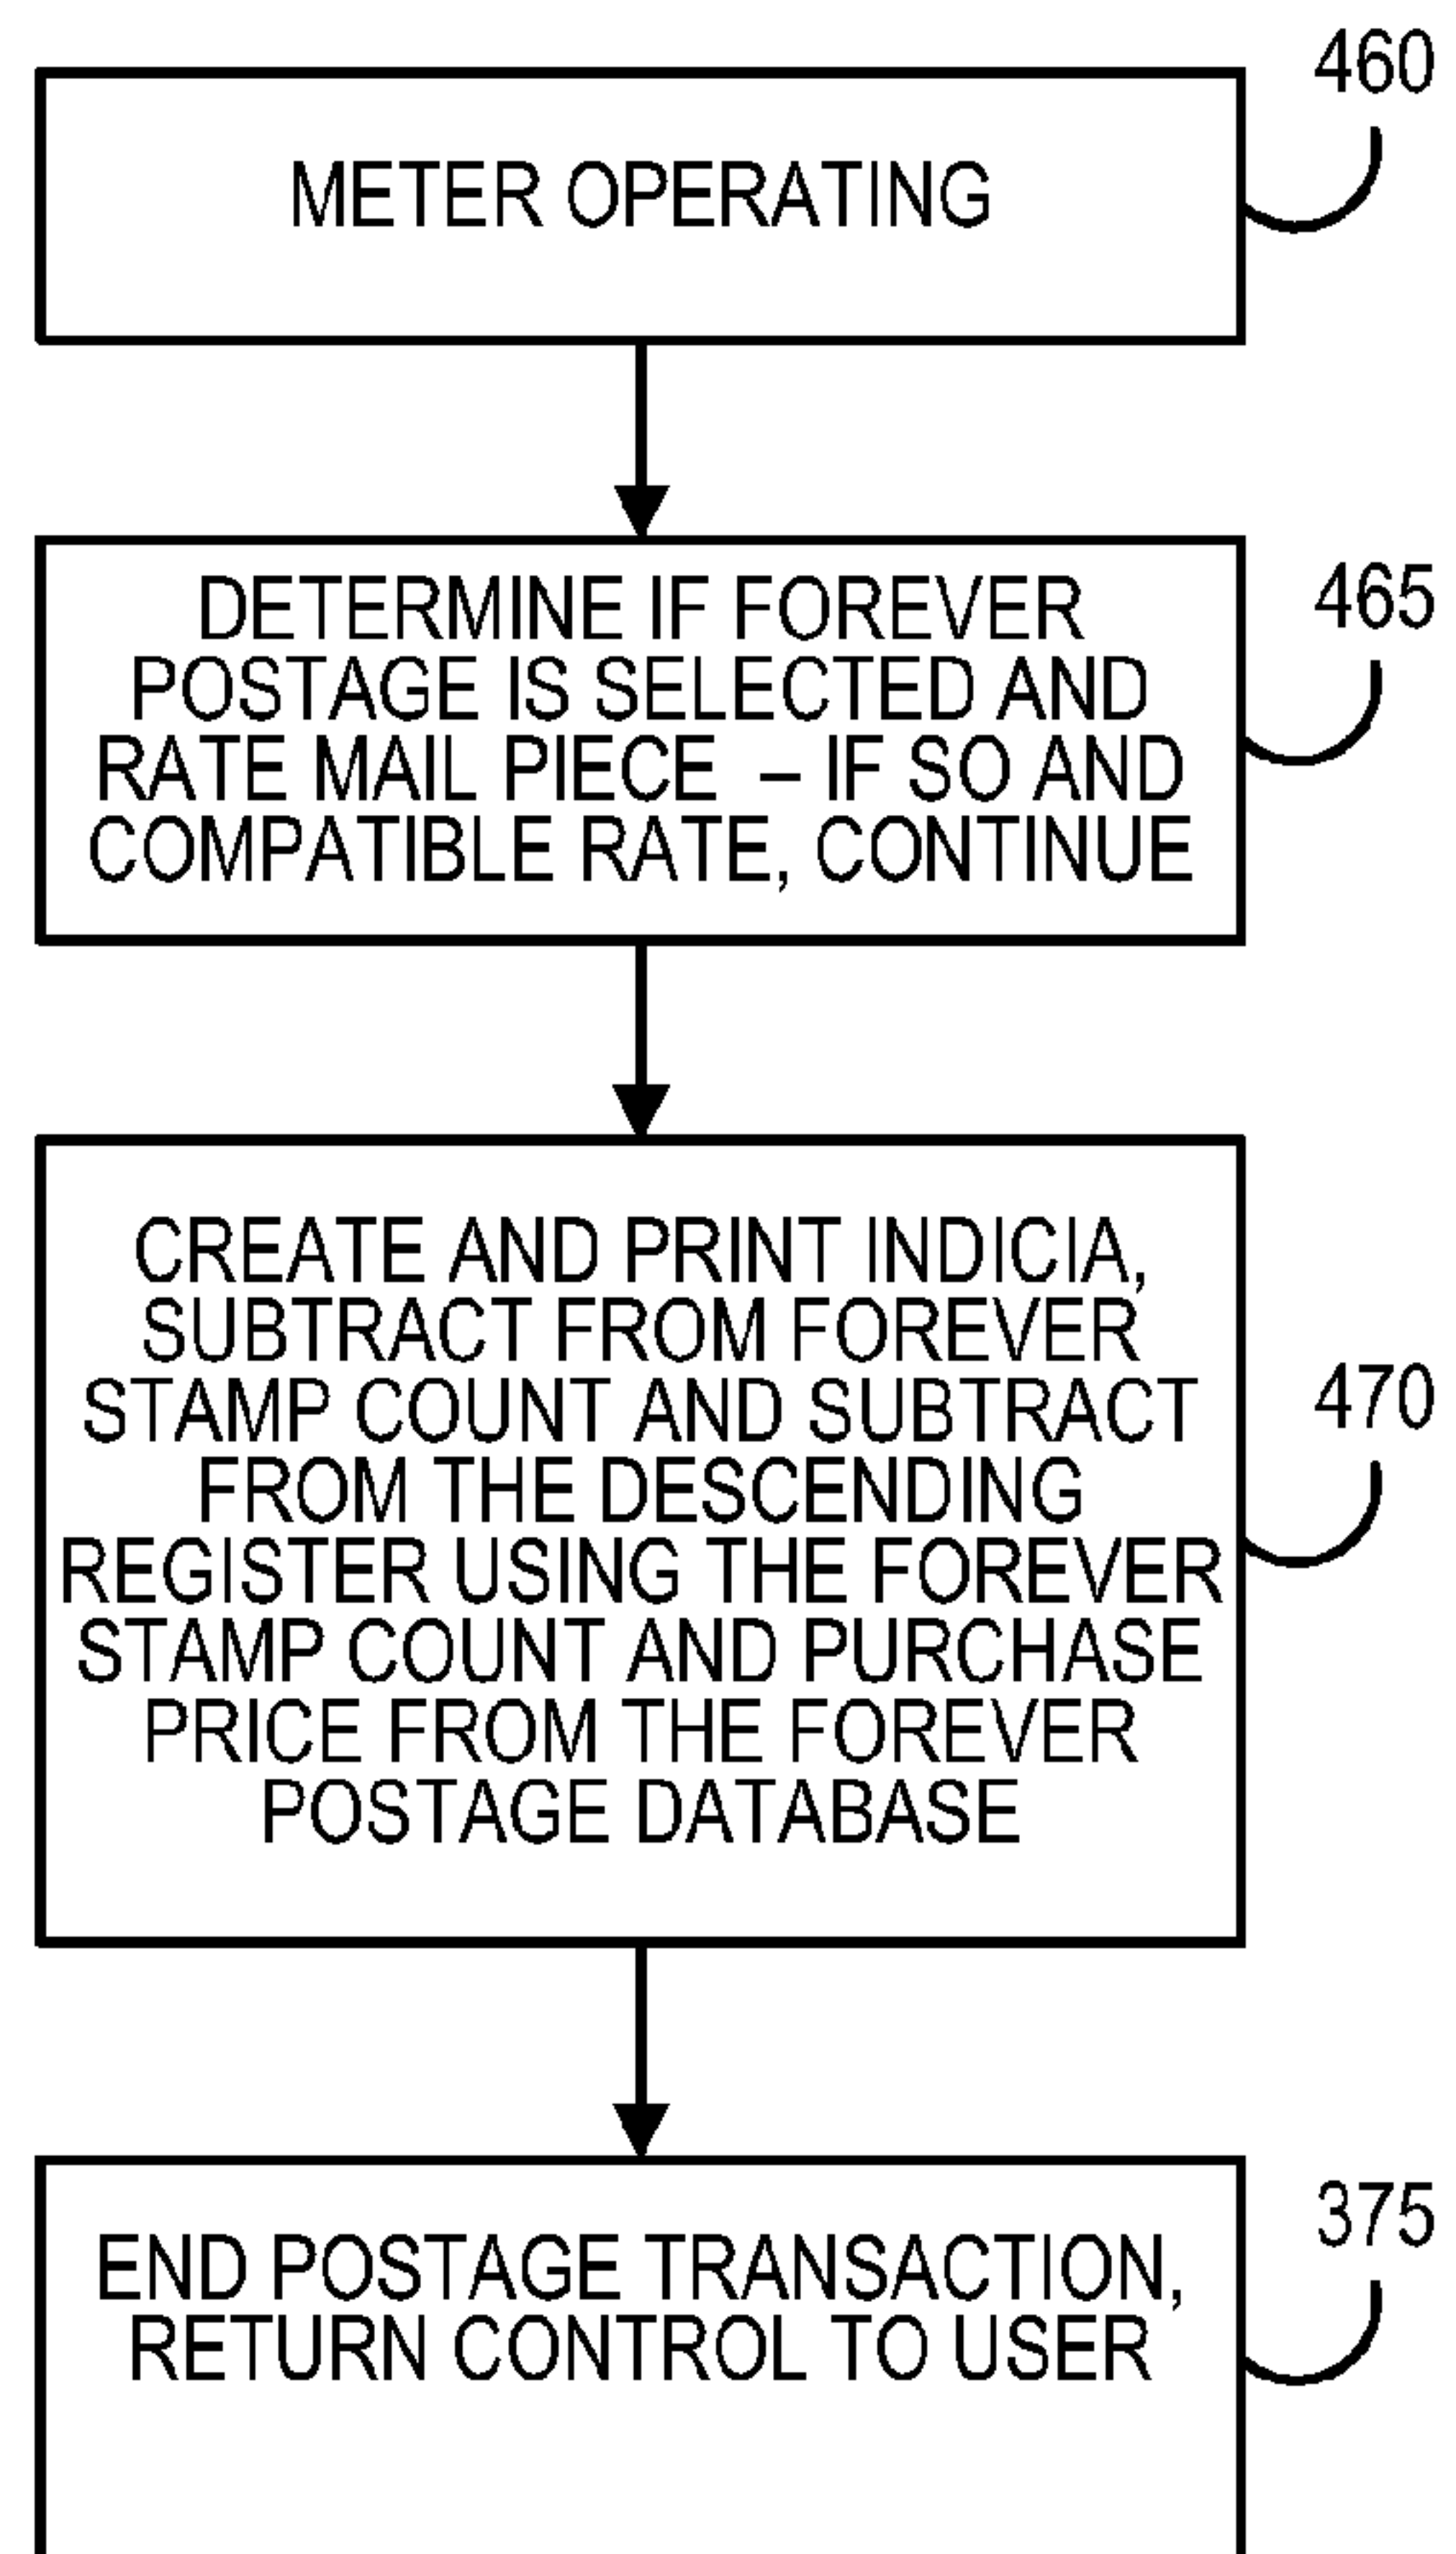 460
METER OPERATING
DETERMINE IF FOREVER
POSTAGE IS SELECTED AND
RATE MAIL PIECE – IF SO AND
COMPATIBLE RATE, CONTINUE
465
CREATE AND PRINT INDICIA,
SUBTRACT FROM FOREVER
STAMP COUNT AND SUBTRACT
FROM THE DESCENDING
REGISTER USING THE FOREVER
STAMP COUNT AND PURCHASE
PRICE FROM THE FOREVER
POSTAGE DATABASE
470
END POSTAGE TRANSACTION,
RETURN CONTROL TO USER
375